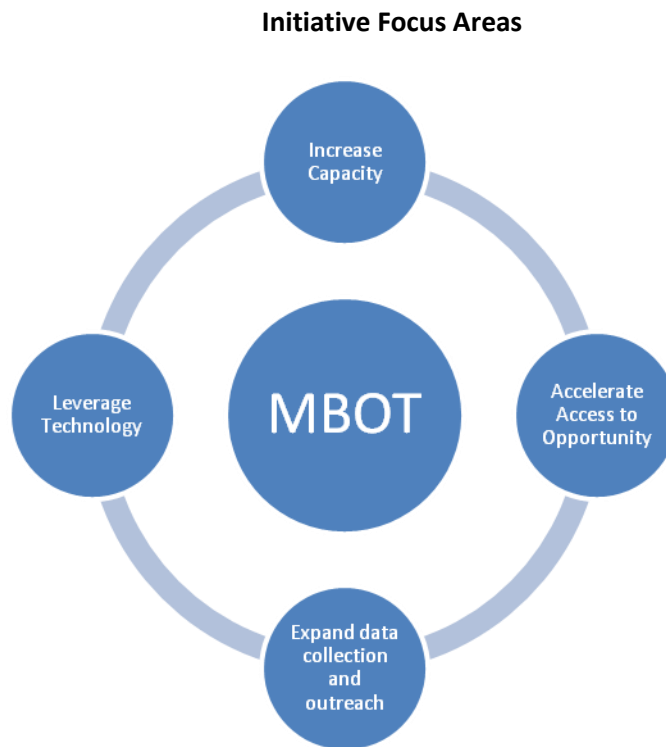 Initiative Focus Areas
Increase
Capacity
Leverage
Technology
MBOT
Accelerate
Access to
Opportunity
Expand data
collection
and
outreach